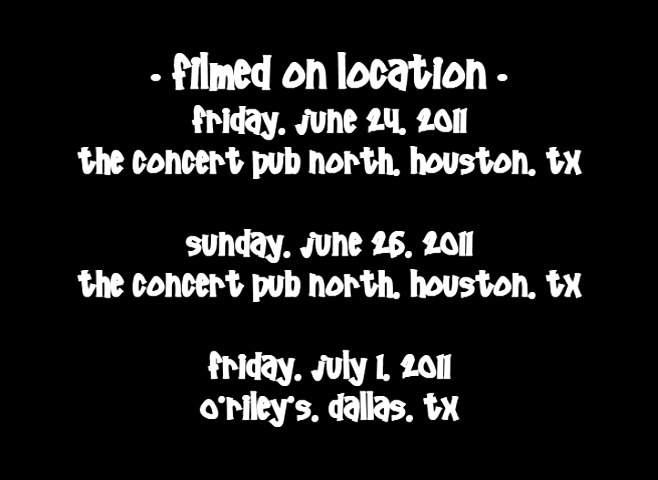 - filmed on location -
friday, june 24, 2011
the concert pub north, houston, tx
sunday, june 26, 2011
the concert pub north, houston, tx
friday, july 1, 2011
o'riley's, dallas, tx